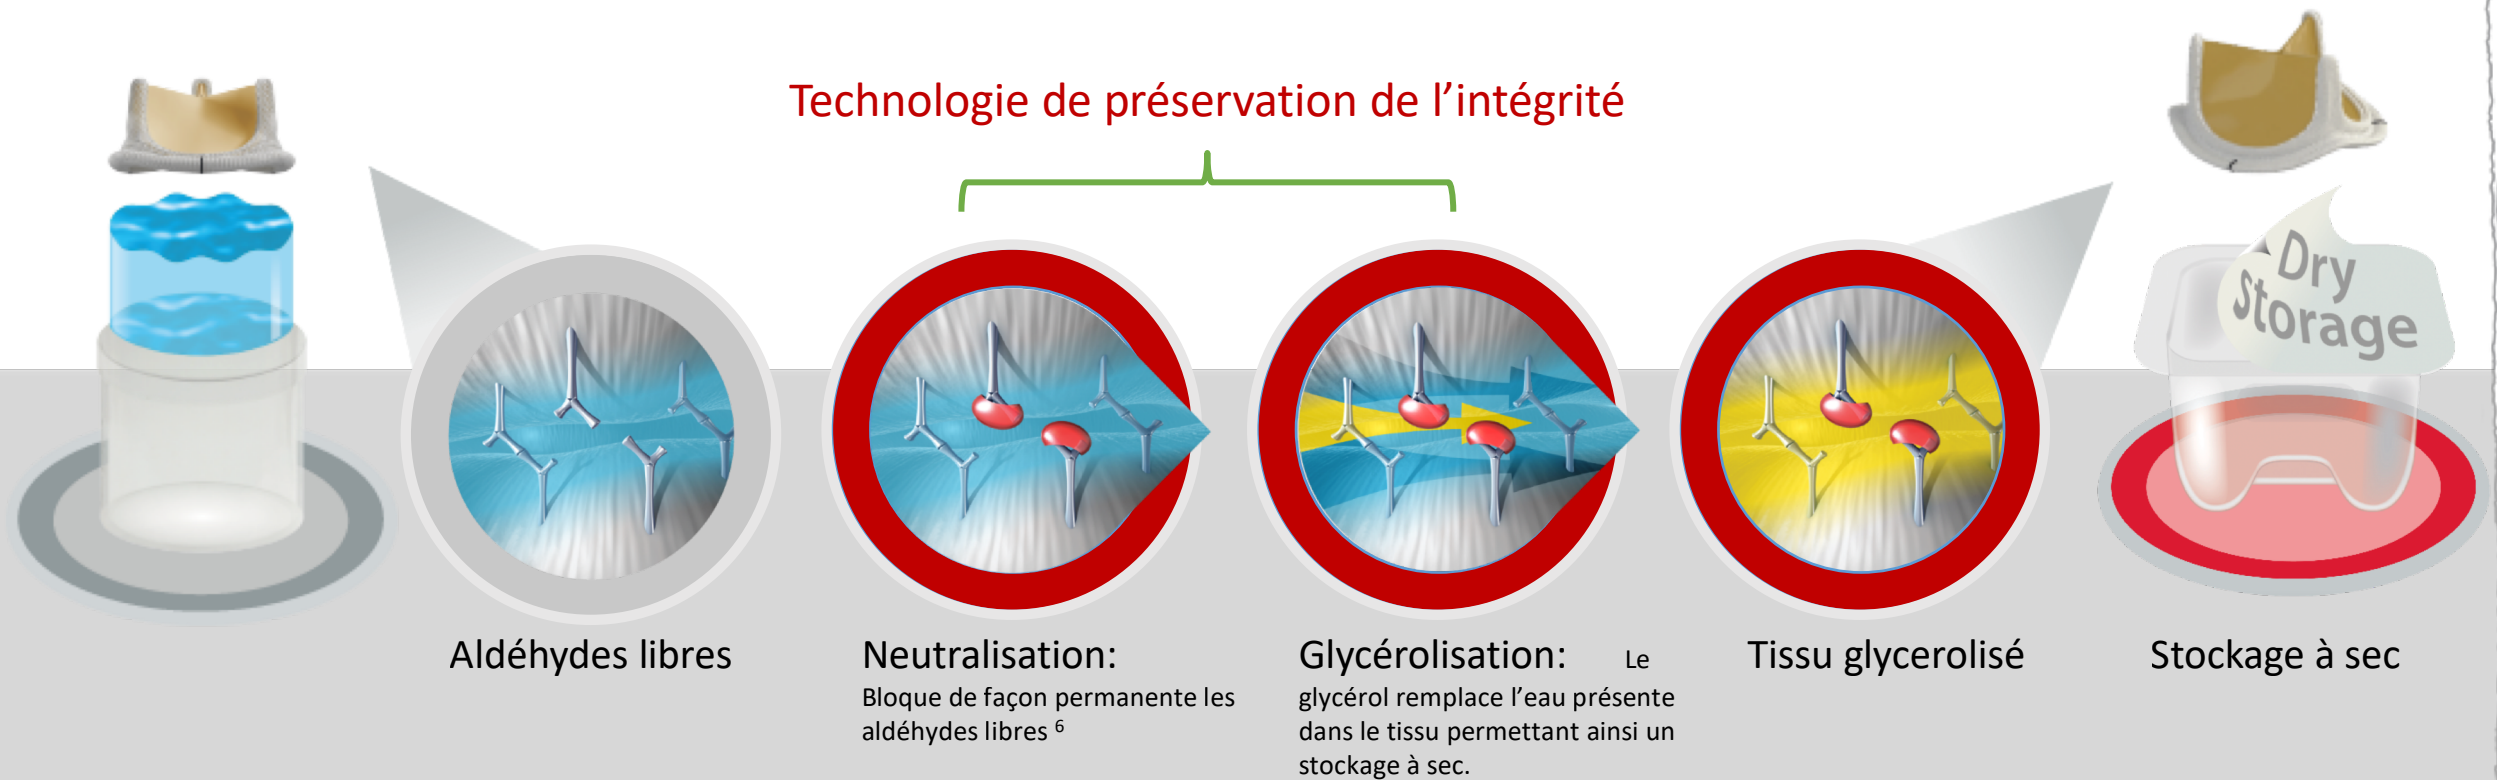 Technologie de préservation de l’intégrité
Dry
Storage
Aldéhydes libres
Neutralisation:
Bloque de façon permanente les
aldéhydes libres ⁶
Glycérolisation: Le
glycérol remplace l’eau présente
dans le tissu permettant ainsi un
stockage à sec.
Tissu glycerolisé
Stockage à sec